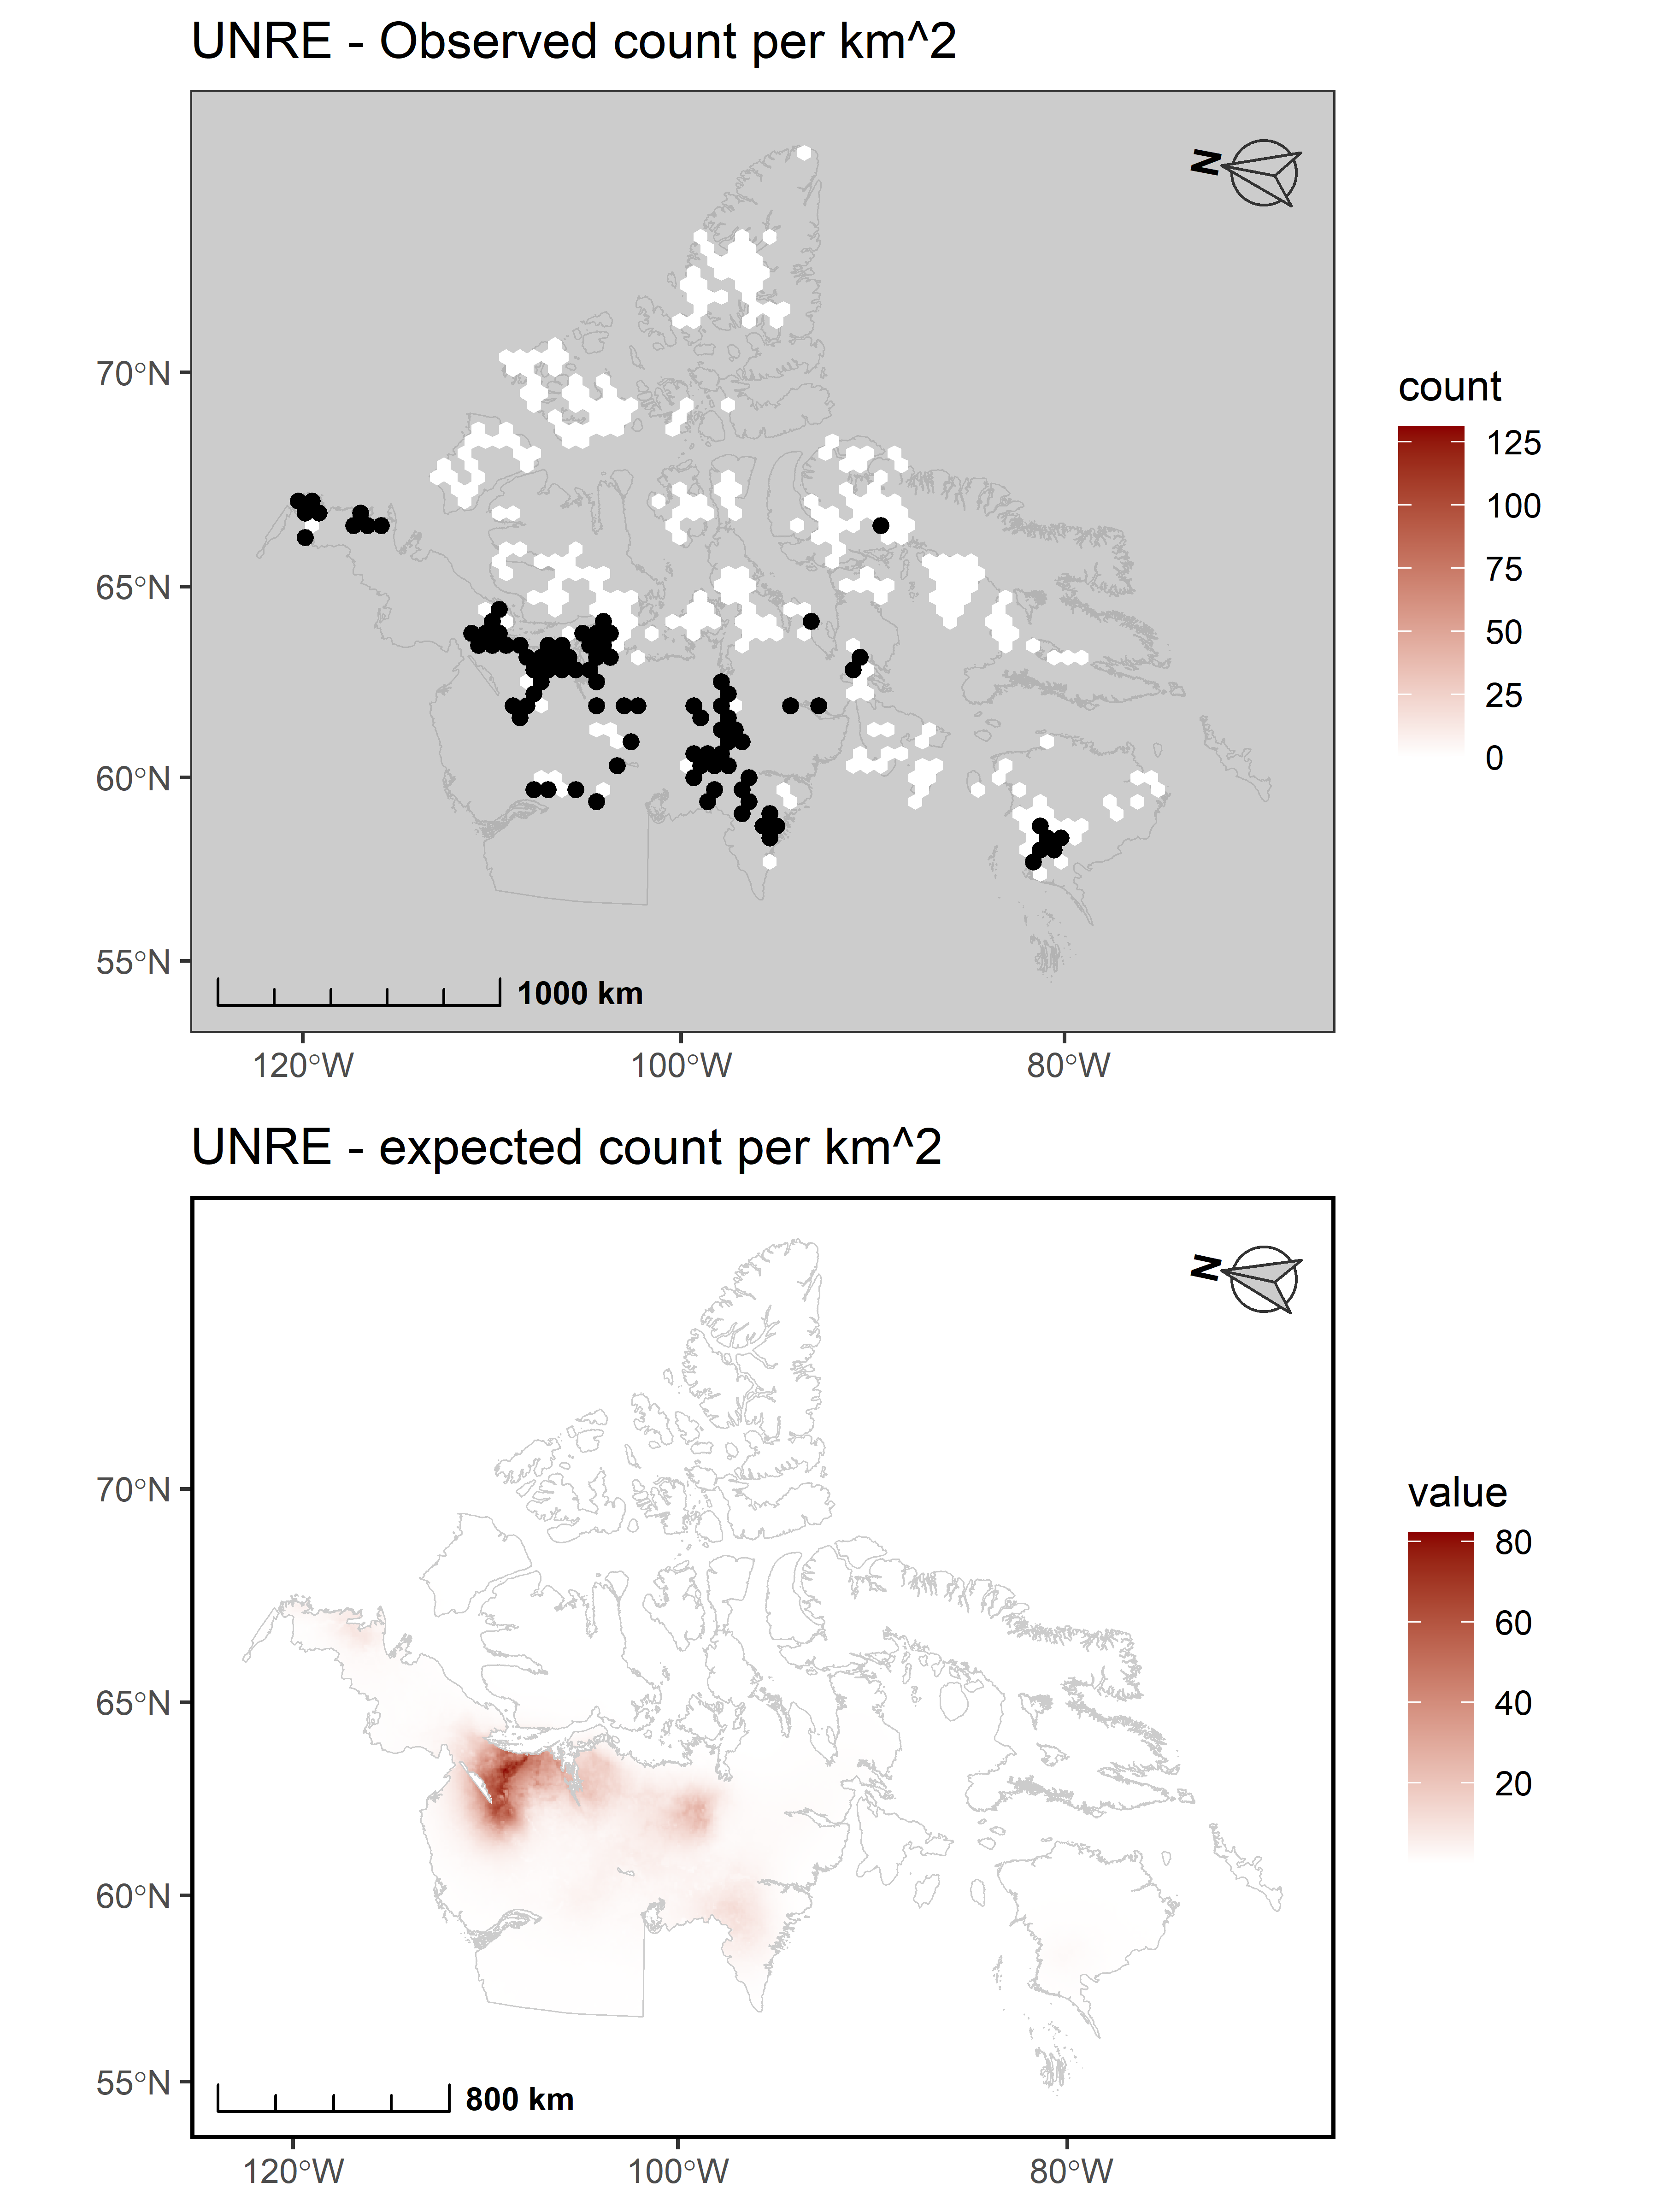 UNRE - Observed count per km^2
N
70°N
65°N
60°N
55°N
1000 km
120°W
100°W
80°W
count
125
100
75
50
25
0
UNRE - expected count per km^2
N
70°N
65°N
60°N
55°N
800 km
120°W
100°W
80°W
value
80
60
40
20